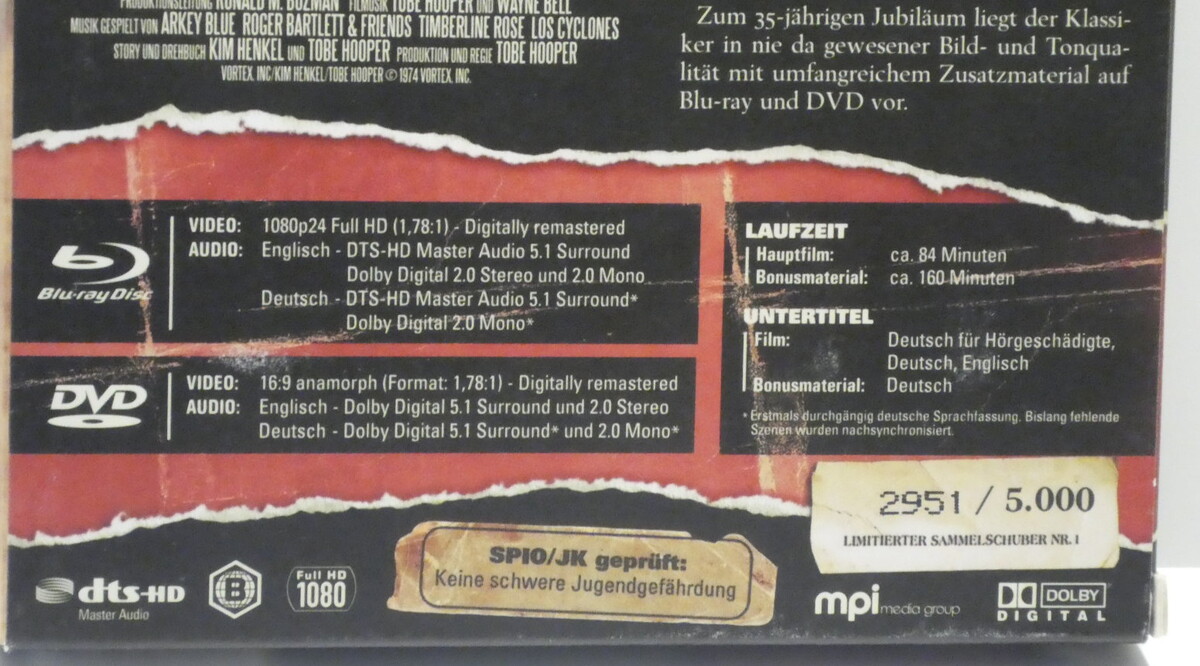 PRODUKTIONSLEITUNG RONALD M. BOZMAN FILMUSIK TOBE HOOPER UND WAYNE BELL
MUSIK GESPIELT VON ARKEY BLUE ROGER BARTLETT & FRIENDS TIMBERLINE ROSE LOS CYCLONES
STORY UND DREHBUCH KIM HENKEL UND TOBE HOOPER PRODUKTION UND REGIE TOBE HOOPER
VORTEX, INC/KIM HENKEL/TOBE HOOPER © 1974 VORTEX, INC.
Zum 35-jährigen Jubiläum liegt der Klassi-
ker in nie da gewesener Bild- und Tonqua-
lität mit umfangreichem Zusatzmaterial auf
Blu-ray und DVD vor.
Blu-ray Disc
VIDEO: 1080p24 Full HD (1,78:1) - Digitally remastered
AUDIO: Englisch - DTS-HD Master Audio 5.1 Surround
Dolby Digital 2.0 Stereo und 2.0 Mono
Deutsch - DTS-HD Master Audio 5.1 Surround*
Dolby Digital 2.0 Mono*
DVD
VIDEO: 16:9 anamorph (Format: 1,78:1) - Digitally remastered
AUDIO: Englisch - Dolby Digital 5.1 Surround und 2.0 Stereo
Deutsch - Dolby Digital 5.1 Surround* und 2.0 Mono*
LAUFZEIT
Hauptfilm: ca. 84 Minuten
Bonusmaterial: ca. 160 Minuten
UNTERTITEL
Film: Deutsch für Hörgeschädigte,
Deutsch, Englisch
Bonusmaterial: Deutsch
* Erstmals durchgängig deutsche Sprachfassung. Bislang fehlende
Szenen wurden nachsynchronisiert.
2951 / 5.000
LIMITIERTER SAMMELSCHUBER NR. 1
dts-HD
Master Audio
B
Full HD
1080
SPIO/JK geprüft:
Keine schwere Jugendgefährdung
mpi media group
DOLBY
DIGITAL